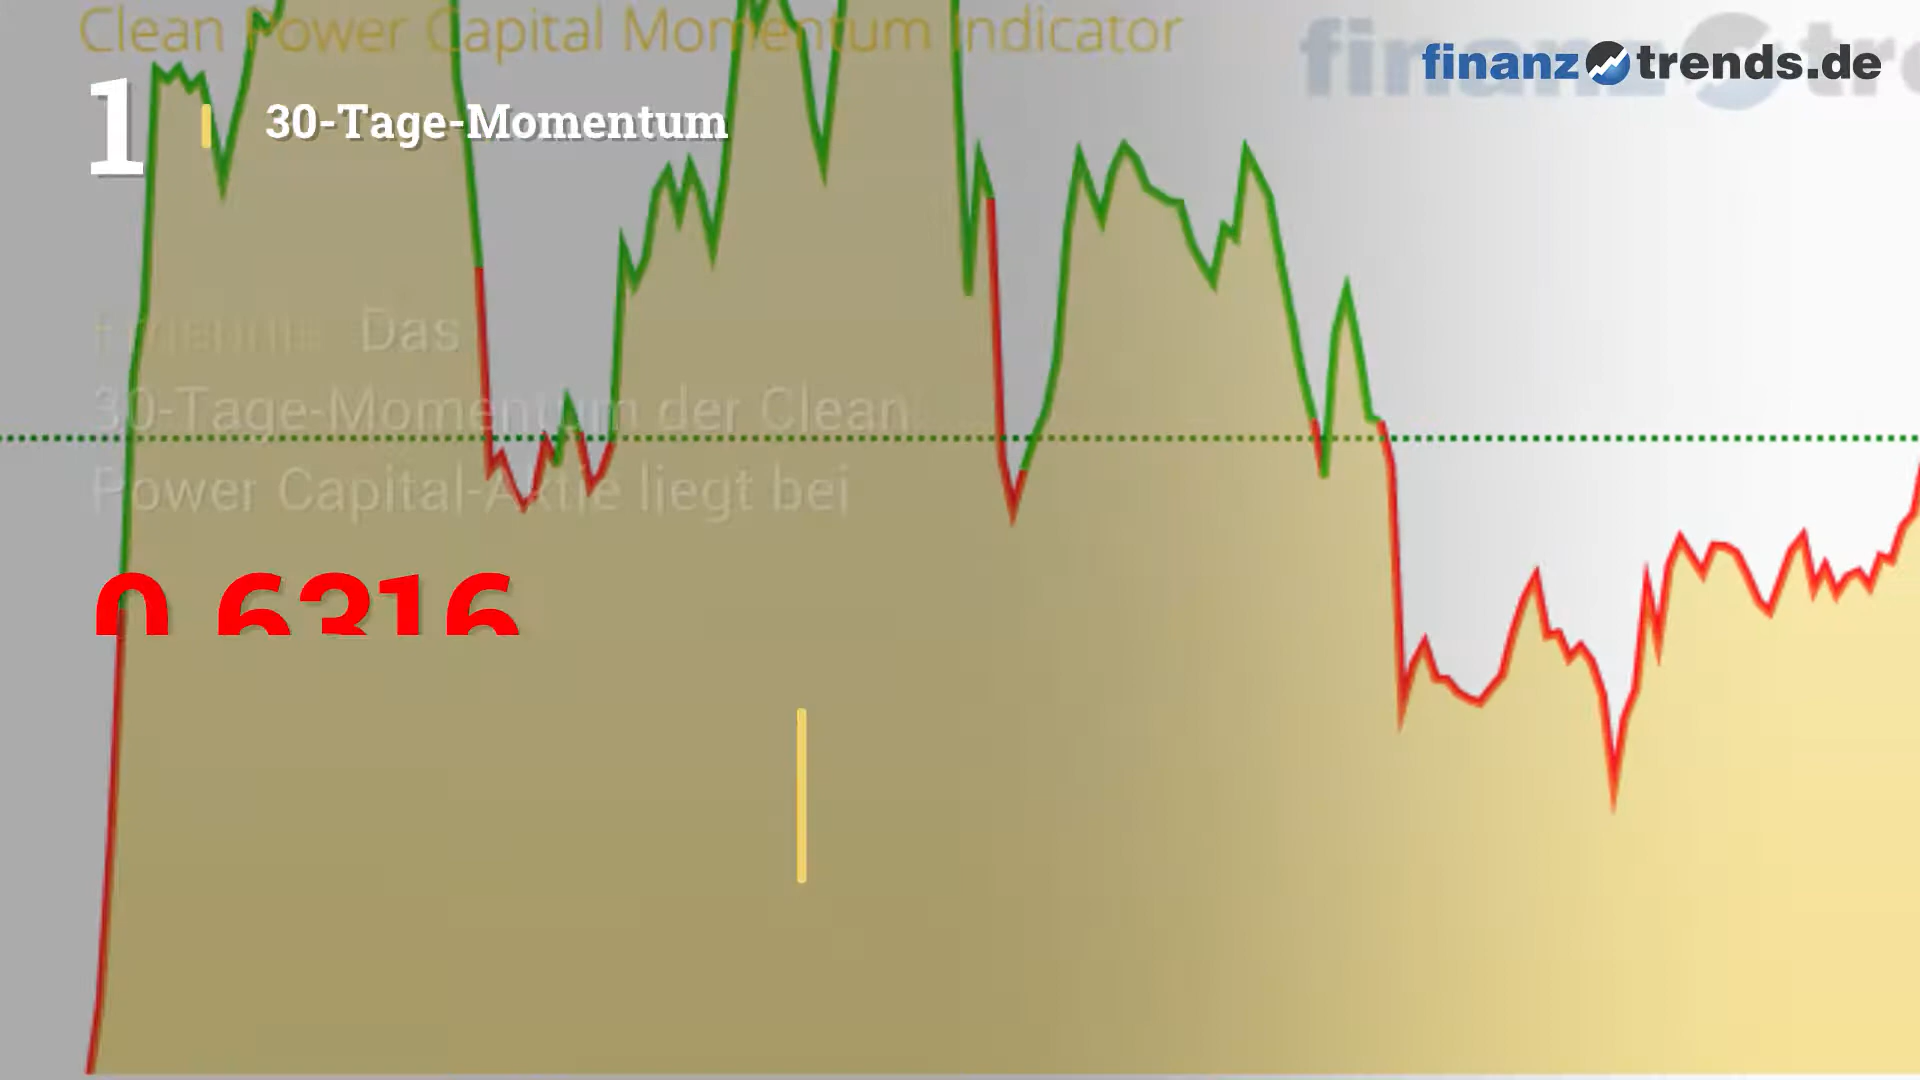 Clean Power Capital Momentum Indicator
finanztrends.de
1
30-Tage-Momentum
Das
30-Tage-Momentum der Clean
Power Capital-Aktie liegt bei
0.6316